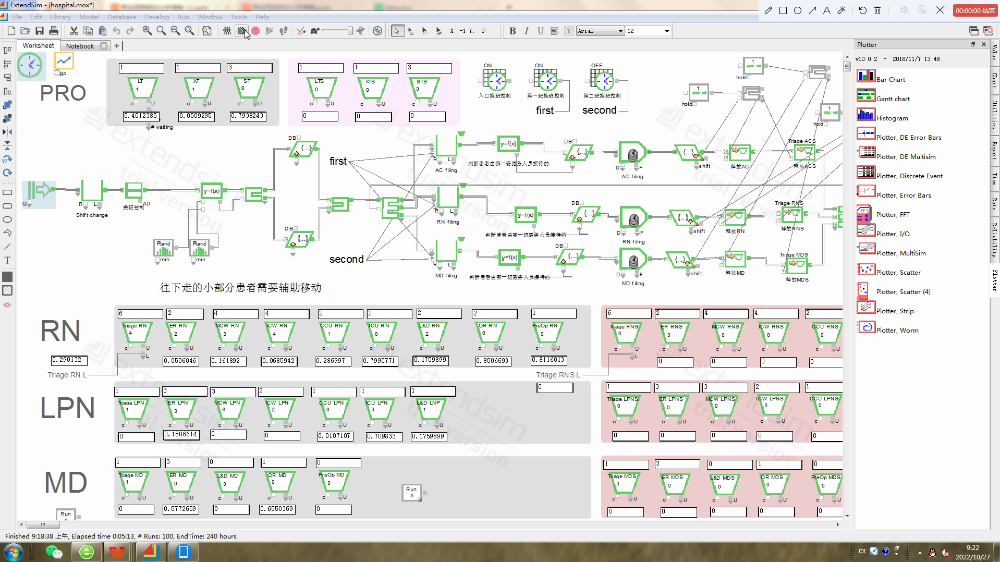 ExtendSim - [hospital.mox*]
00:00:00 结束
File Edit Library Model Database Develop Run Window Tools Help
X: -1 Y: 0
B I U Arial 12
Worksheet Notebook
Plotter
v10.0.2 - 2018/11/7 13:48
Bar Chart
Gantt chart
Histogram
Plotter, DE Error Bars
Plotter, DE Multisim
Plotter, Discrete Event
Plotter, Error Bars
Plotter, FFT
Plotter, I/O
Plotter, MultiSim
Plotter, Scatter
Plotter, Scatter (4)
Plotter, Strip
Plotter, Worm
Value
Chart
Utilities
Report
Item
Rate
Reliability
Plotter
go
PRO
1 1 3
LT XT ST
1 1 0
C U C U C U
0.4012385 0.0509295 0.7938243
# waiting
1 1 3
LTS XTS STS
0 0 0
C U C U C U
0 0 0
ON ON OFF
入口换班控制 第一班换班控制 第二班换班控制
first second
1 hold
1 hold
1 hold
DB
first
AC filing
y=f(x)
判断患者由哪一班医务人员接待的
DB
D F
AC filing
shift
释放AC
Triage ACS
释放ACS
Q
R L
Shift change
换班控制
AD
y=f(x)
Rand Rand
min min
DB
second
R L
RN filing
y=f(x)
判断患者由哪一班医务人员接待的
DB
D F
RN filing
shift
释放RN
Triage RNS
释放RNS
R L
MD filing
y=f(x)
判断患者由哪一班医务人员接待的
DB
D F
MD filing
shift
释放MD
Triage MDS
释放MDS
往下走的小部分患者需要辅助移动
RN
6 2 4 4 2 2 2 2 1
Triage RN ER RN MCW RN ICW RN CCU RN ICU RN L&D RN OR RN PreOp RN
4 2 3 4 1 0 2 0 0
0.290132 0.0506046 0.161892 0.0685942 0.286997 0.7995771 0.1759899 0.8506693 0.8116013
Triage RN L
6 2 4 4 2
Triage RNS ER RNS MCW RNS ICW RNS CCU RNS
0 0 0 0 0
0 0 0 0
Triage RNS L
0
LPN
1 3 3 2 1 1 1
Triage LPN ER LPN MCW LPN ICW LPN CCU LPN ICU LPN L&D LNP
1 3 3 2 0 0 1
0 0.1506614 0 0 0.0107107 0.709833 0.1759899
1 3 3 2 1
Triage LPNS ER LPNS MCW LPNS ICW LPNS CCU LPNS
0 0 0 0 0
0 0 0 0 0
MD
1 3 0 1 0
Triage MD ER MD L&D MD OR MD PreOp MD
1 0 0 0 0
0 0.5772659 0 0.6550369 0
Run
#
Run
#
1 3 0 1 0
Triage MDS ER MDS L&D MDS OR MDS PreOp MDS
0 0 0 0 0
0 0 0 0 0
extendsim
trial version
Finished 9:18:38 上午, Elapsed time 0:05:13, # Runs: 100, EndTime: 240 hours
CH
9:22
2022/10/27